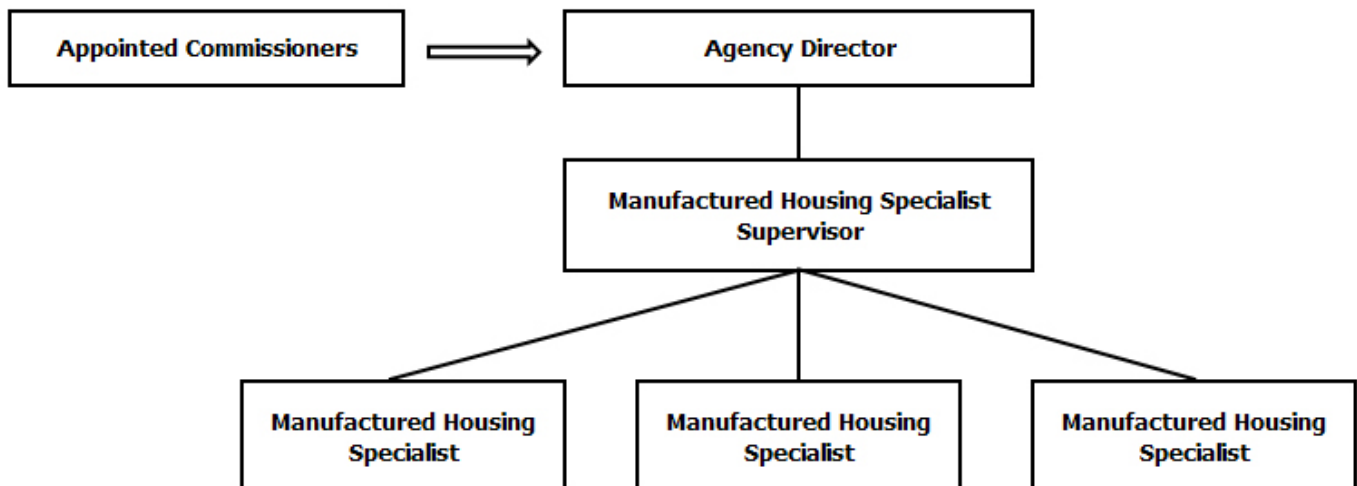 Appointed Commissioners
Agency Director
Manufactured Housing Specialist
Supervisor
Manufactured Housing
Specialist
Manufactured Housing
Specialist
Manufactured Housing
Specialist